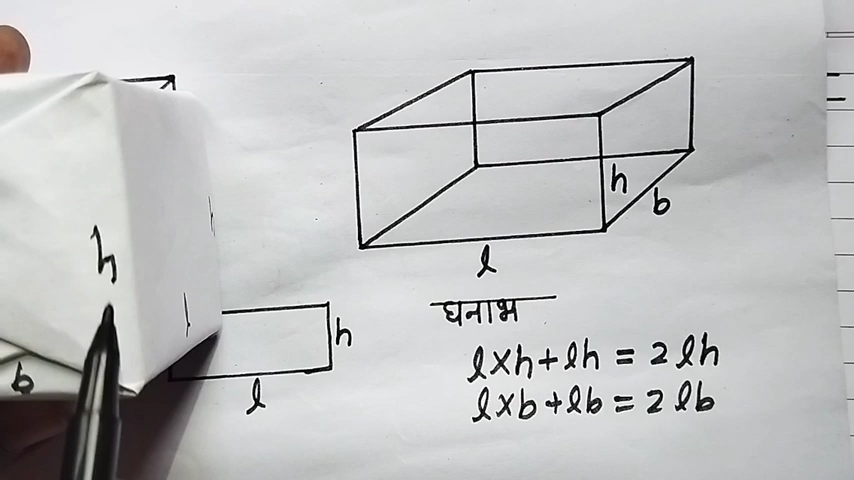 h
b
l
h
l
h
b
l
घनाभ
l×h+lh = 2lh
l×b+lb = 2lb